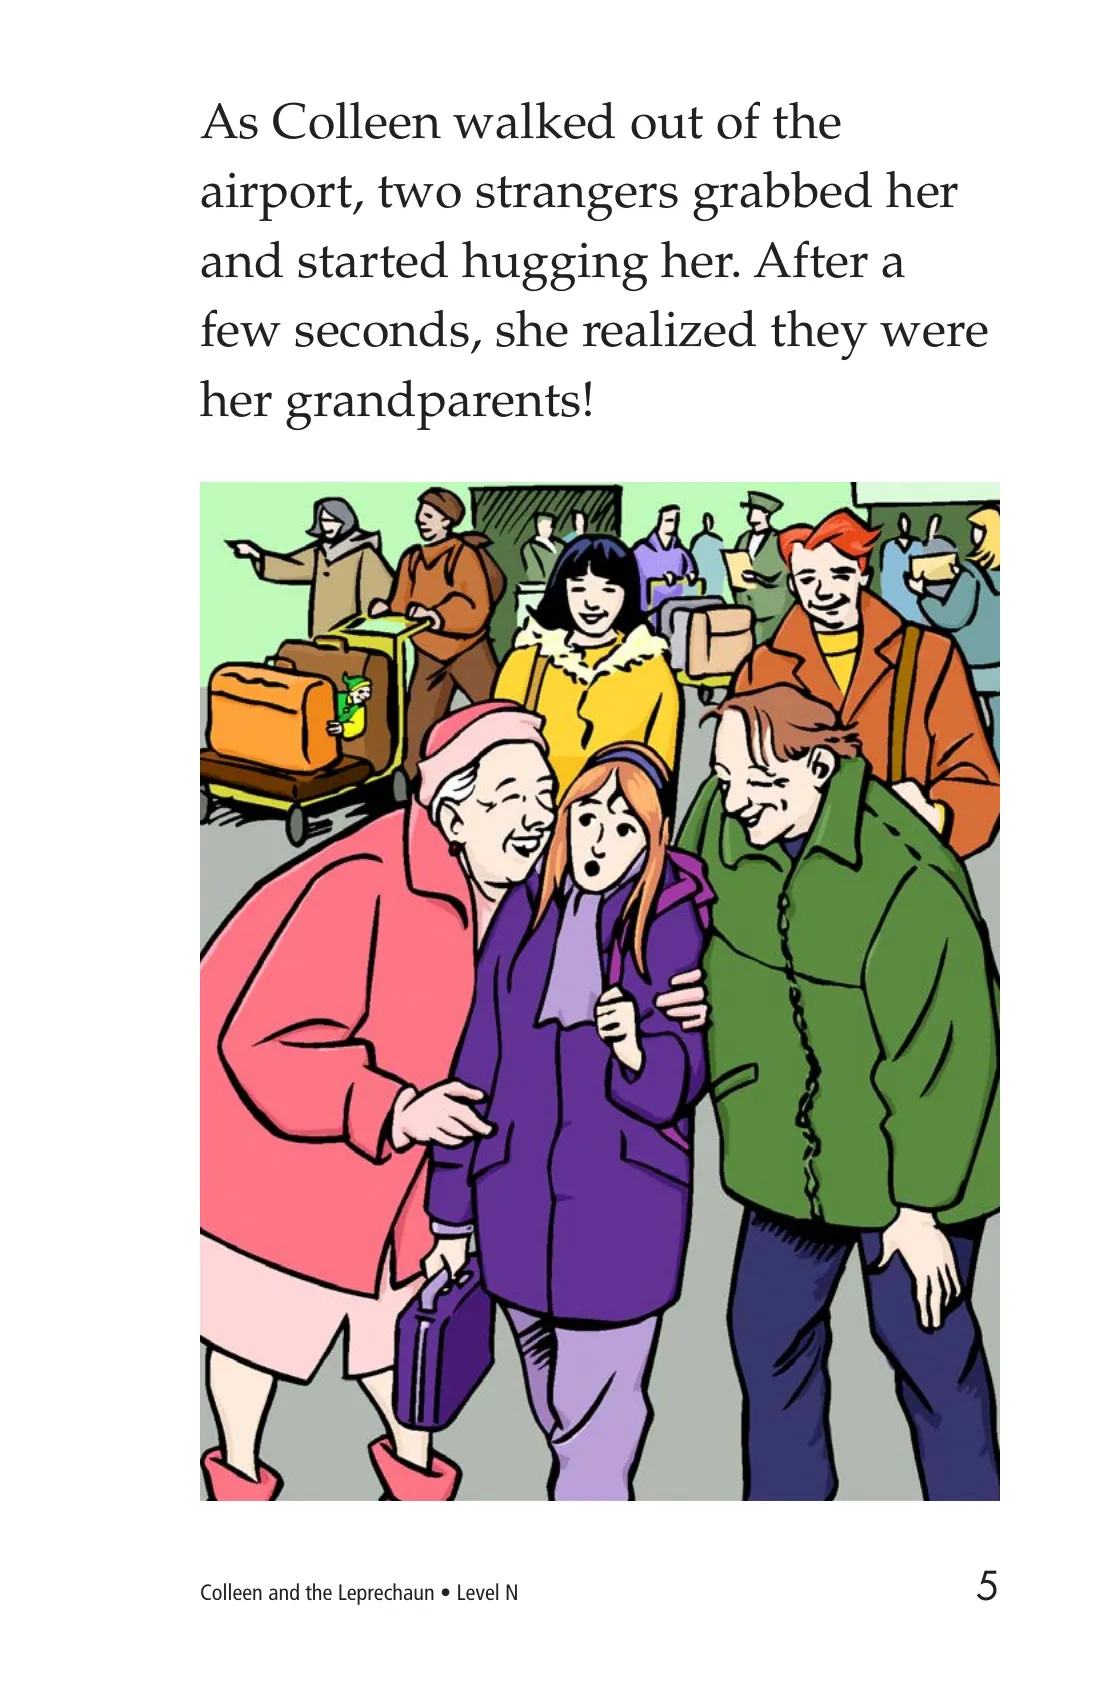 As Colleen walked out of the
airport, two strangers grabbed her
and started hugging her. After a
few seconds, she realized they were
her grandparents!
Colleen and the Leprechaun • Level N
5